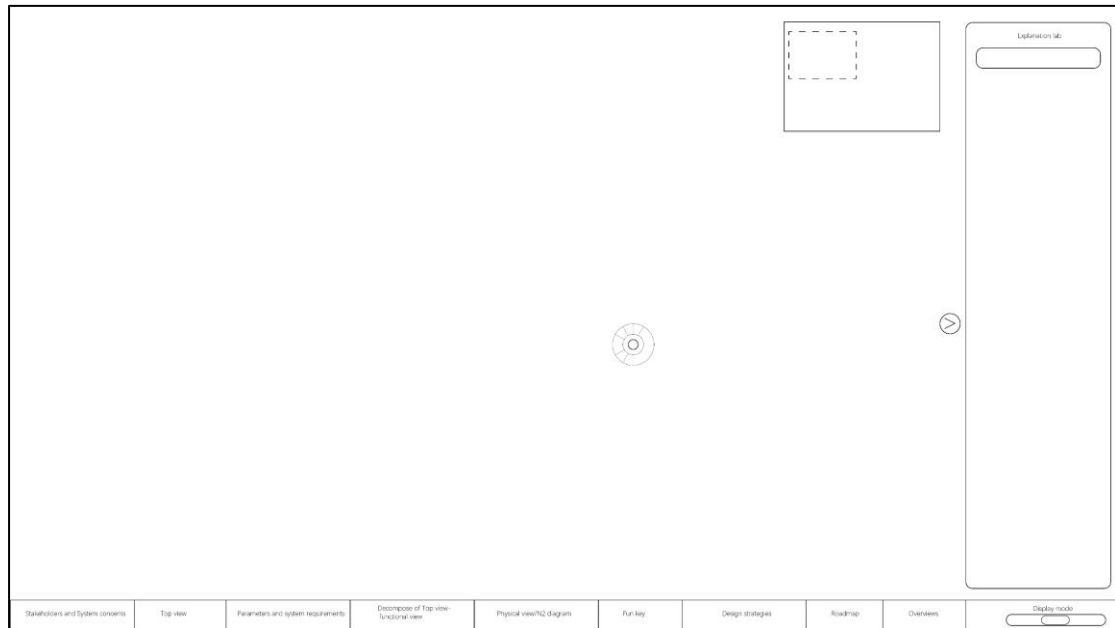 Explanation lab
>
Stakeholders and System concerns
Top view
Parameters and system requirements
Decompose of Top view-
functional view
Physical view/N2 diagram
Fun key
Design strategies
Roadmap
Overviews
Display mode